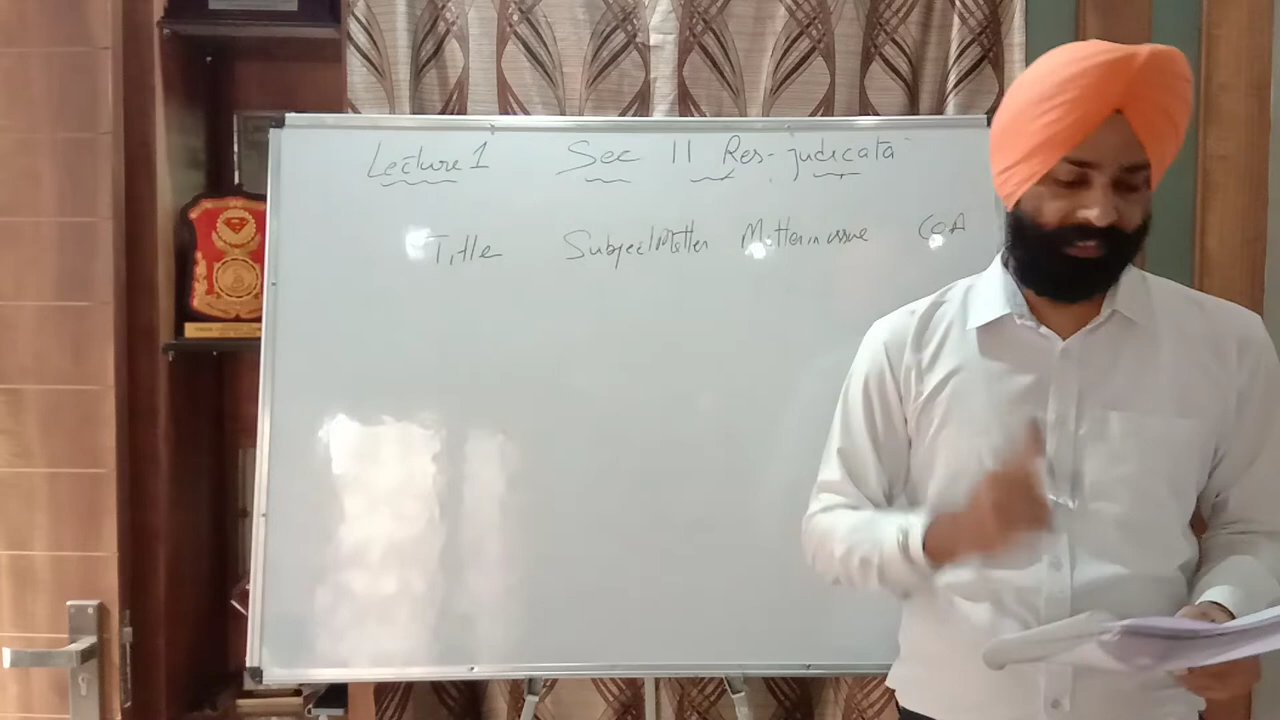 Lecture 1 Sec 11 Res-judicata
Title Subject Matter Matter in issue COA